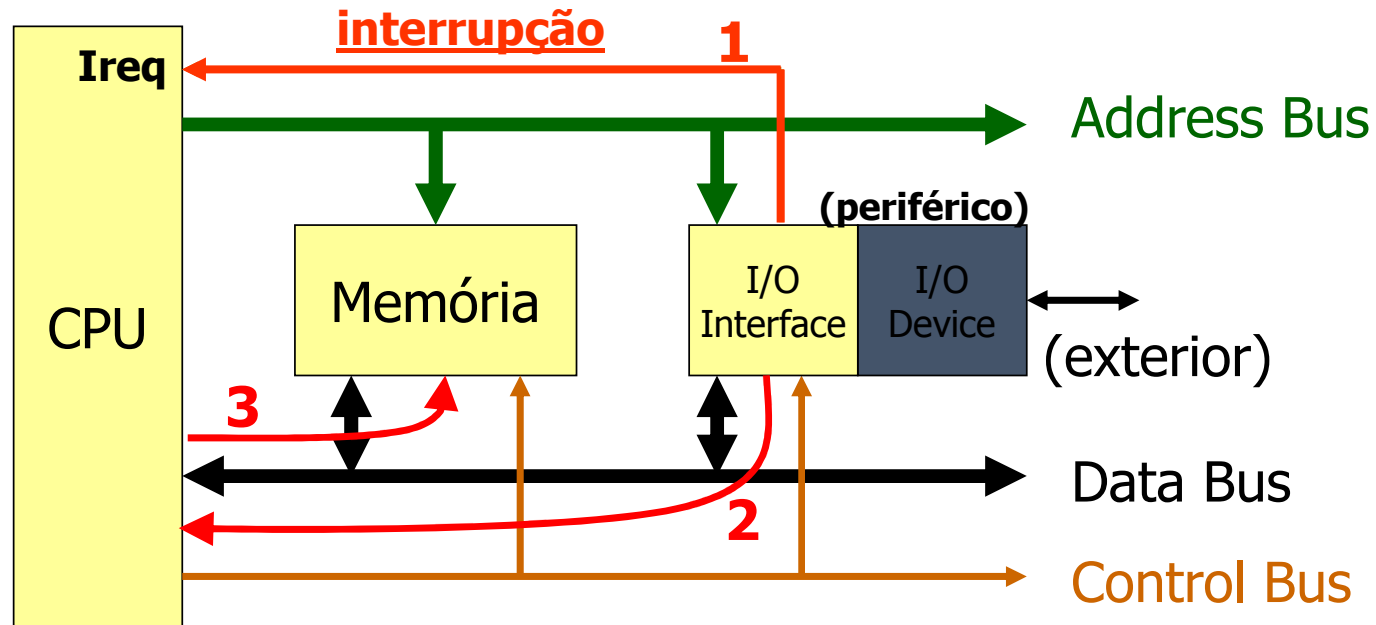 interrupção
1
Ireq
Address Bus
(periférico)
CPU
Memória
I/O
Interface
I/O
Device
(exterior)
3
Data Bus
2
Control Bus